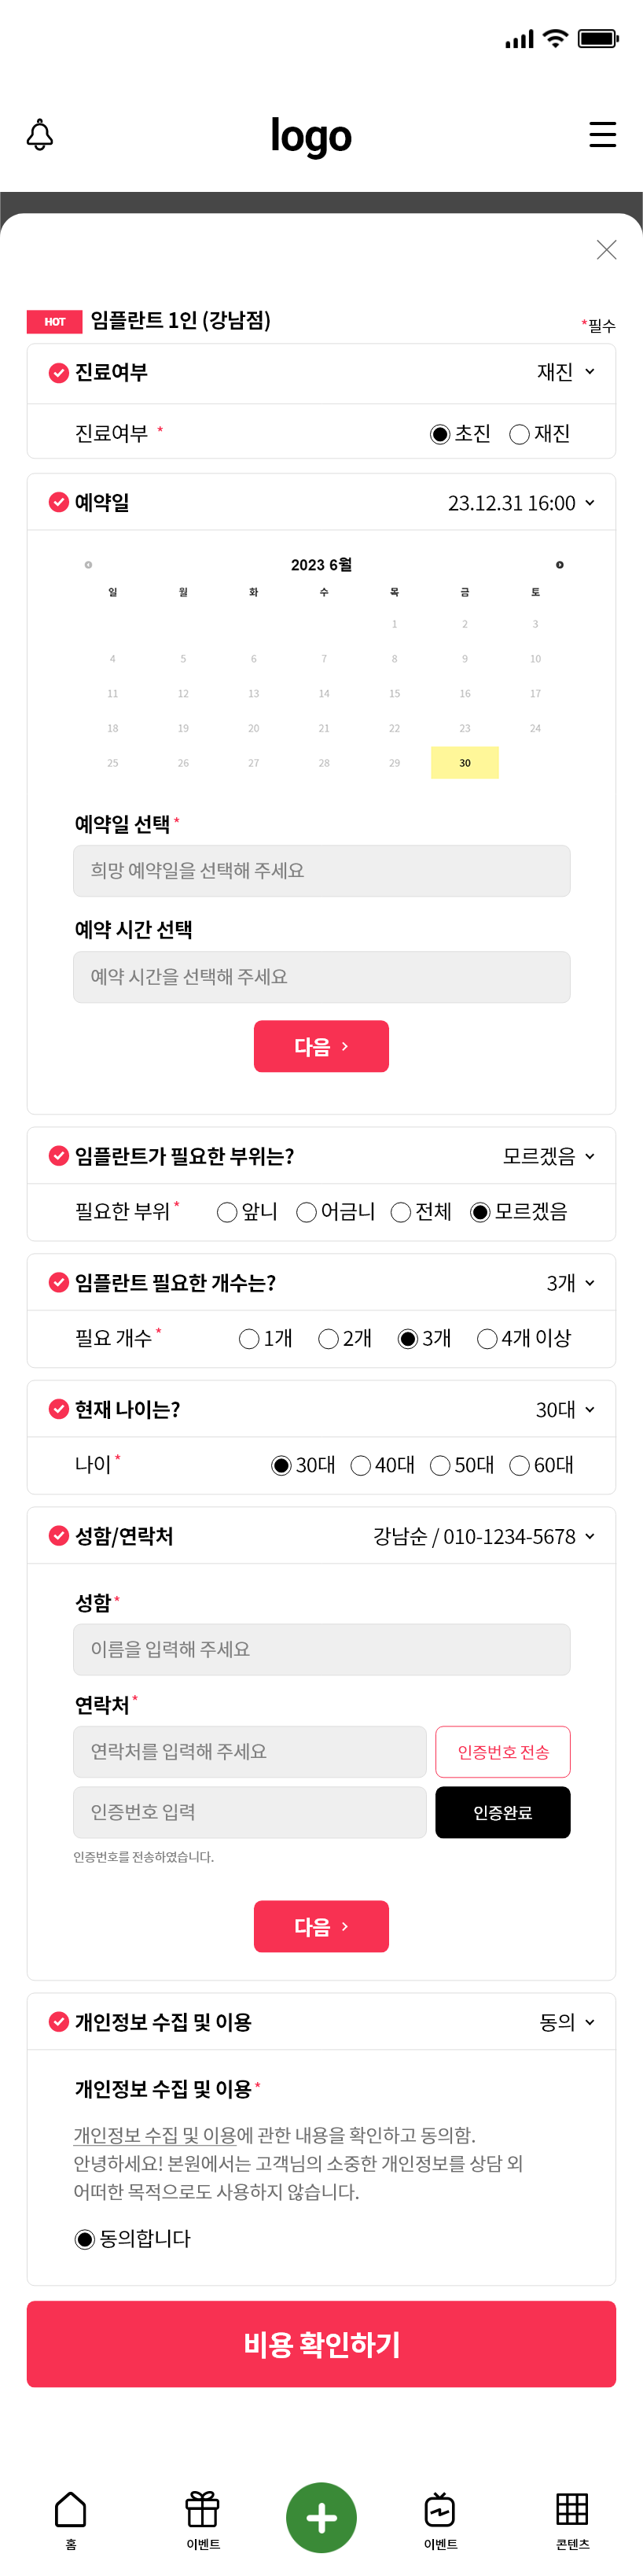 logo
HOT 임플란트 1인 (강남점)
*필수
진료여부 재진
진료여부 * 초진 재진
예약일 23.12.31 16:00
2023 6월
일 월 화 수 목 금 토
1 2 3
4 5 6 7 8 9 10
11 12 13 14 15 16 17
18 19 20 21 22 23 24
25 26 27 28 29 30
예약일 선택 *
희망 예약일을 선택해 주세요
예약 시간 선택
예약 시간을 선택해 주세요
다음 >
임플란트가 필요한 부위는? 모르겠음
필요한 부위 * 앞니 어금니 전체 모르겠음
임플란트 필요한 개수는? 3개
필요 개수 * 1개 2개 3개 4개 이상
현재 나이는? 30대
나이 * 30대 40대 50대 60대
성함/연락처 강남순 / 010-1234-5678
성함 *
이름을 입력해 주세요
연락처 *
연락처를 입력해 주세요 인증번호 전송
인증번호 입력 인증완료
인증번호를 전송하였습니다.
다음 >
개인정보 수집 및 이용 동의
개인정보 수집 및 이용 *
개인정보 수집 및 이용에 관한 내용을 확인하고 동의함.
안녕하세요! 본원에서는 고객님의 소중한 개인정보를 상담 외
어떠한 목적으로도 사용하지 않습니다.
동의합니다
비용 확인하기
홈 이벤트 이벤트 콘텐츠